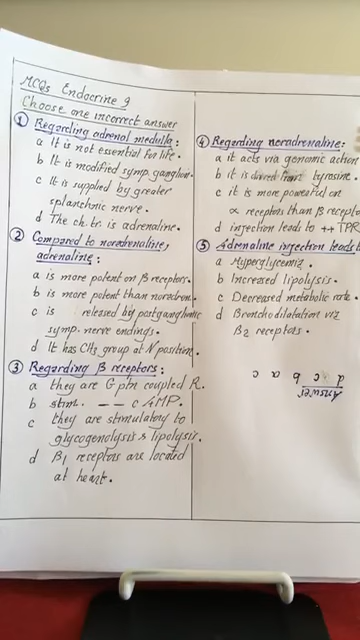 MCQs Endocrine 9
Choose one incorrect answer
① Regarding adrenal medulla:
a It is not essential for life.
b It is modified symp. ganglion.
c It is supplied by greater
splanchnic nerve.
d The ch. tr. is adrenaline.
② Compared to noradrenaline,
adrenaline:
a is more potent on β receptors.
b is more potent than noradren.
c is released by postganglionic
symp. nerve endings.
d It has CH3 group at N position.
③ Regarding β receptors:
a they are G ptn coupled R.
b stim. — — c AMP.
c they are stimulatory to
glycogenolysis & lipolysis.
d β1 receptors are located
at heart.
④ Regarding noradrenaline:
a it acts via genomic action
b it is derived from tyrosine.
c it is more powerful on
α receptors than β recepto
d injection leads to ++ TPR
⑤ Adrenaline injection leads t
a Hyperglycemia.
b Increased lipolysis.
c Decreased metabolic rate.
d Bronchodilatation via
β2 receptors.
Answers
d c b a c